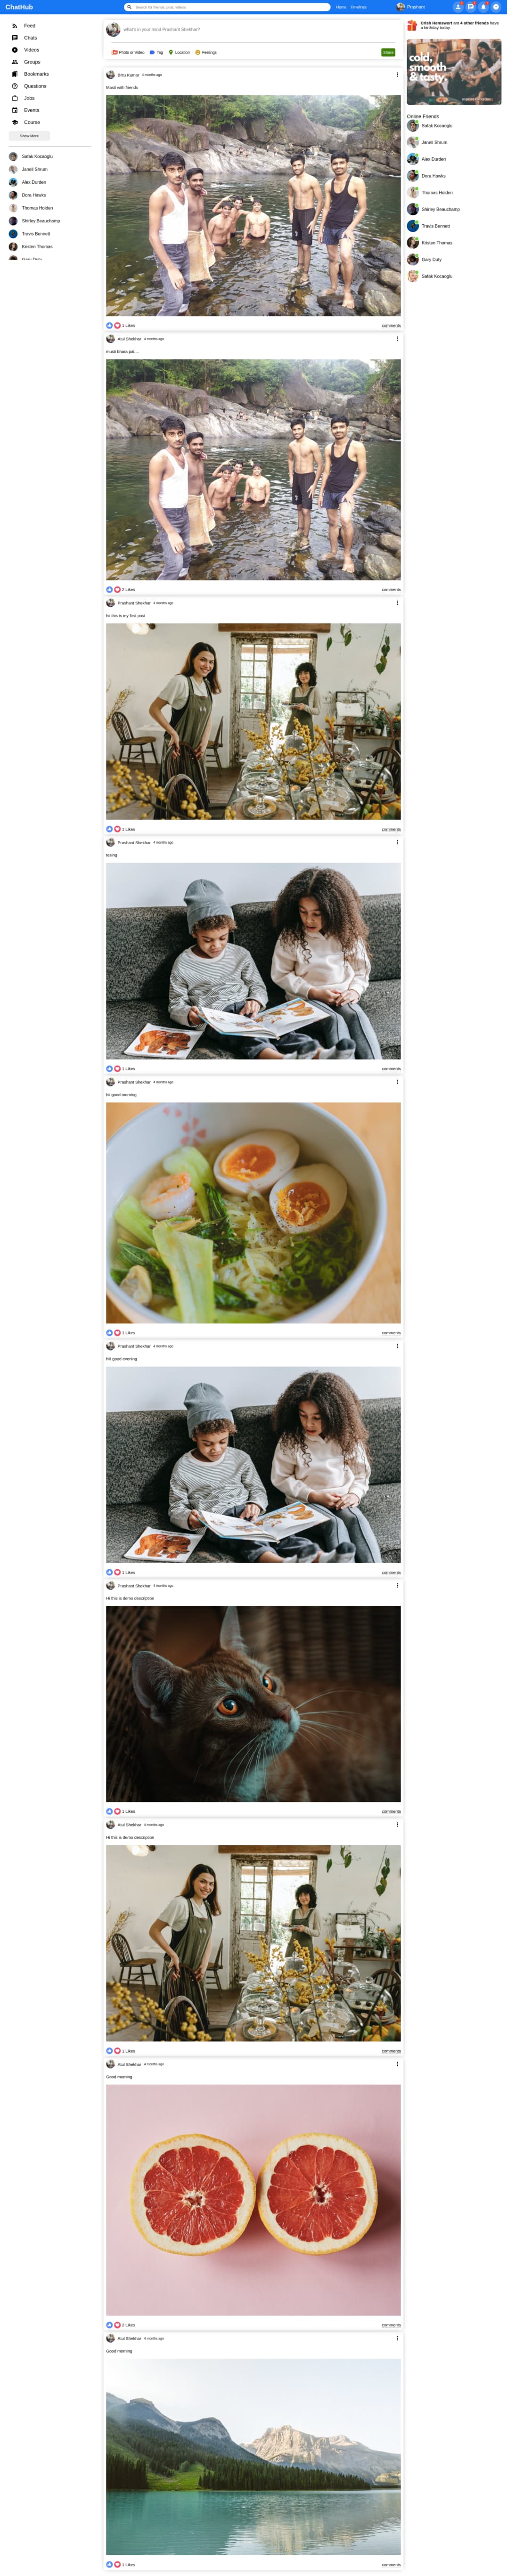 ChatHub
Search for friends, post, videos
Home Timelines
Prashant
Feed
Chats
Videos
Groups
Bookmarks
Questions
Jobs
Events
Course
Show More
Safak Kocaoglu
Janell Shrum
Alex Durden
Dora Hawks
Thomas Holden
Shirley Beauchamp
Travis Bennett
Kristen Thomas
Gary Duty
what's in your mind Prashant Shekhar?
Photo or Video Tag Location Feelings
Share
Billu Kumar 4 months ago
Masti with friends
1 Likes comments
Atul Shekhar 4 months ago
musti bhara pal....
2 Likes comments
Prashant Shekhar 4 months ago
hii this is my first post
1 Likes comments
Prashant Shekhar 4 months ago
1 Likes comments
Prashant Shekhar 4 months ago
hii good morning
1 Likes comments
Prashant Shekhar 4 months ago
hiii good evening
1 Likes comments
Prashant Shekhar 4 months ago
Hi this is demo description
1 Likes comments
Atul Shekhar 4 months ago
Hi this is demo description
1 Likes comments
Atul Shekhar 4 months ago
Good morning
2 Likes comments
Atul Shekhar 4 months ago
Good morning
1 Likes comments
Crish Hemswort and 4 other friends have
a birthday today.
cold,
smooth
& tasty.
Online Friends
Safak Kocaoglu
Janell Shrum
Alex Durden
Dora Hawks
Thomas Holden
Shirley Beauchamp
Travis Bennett
Kristen Thomas
Gary Duty
Safak Kocaoglu